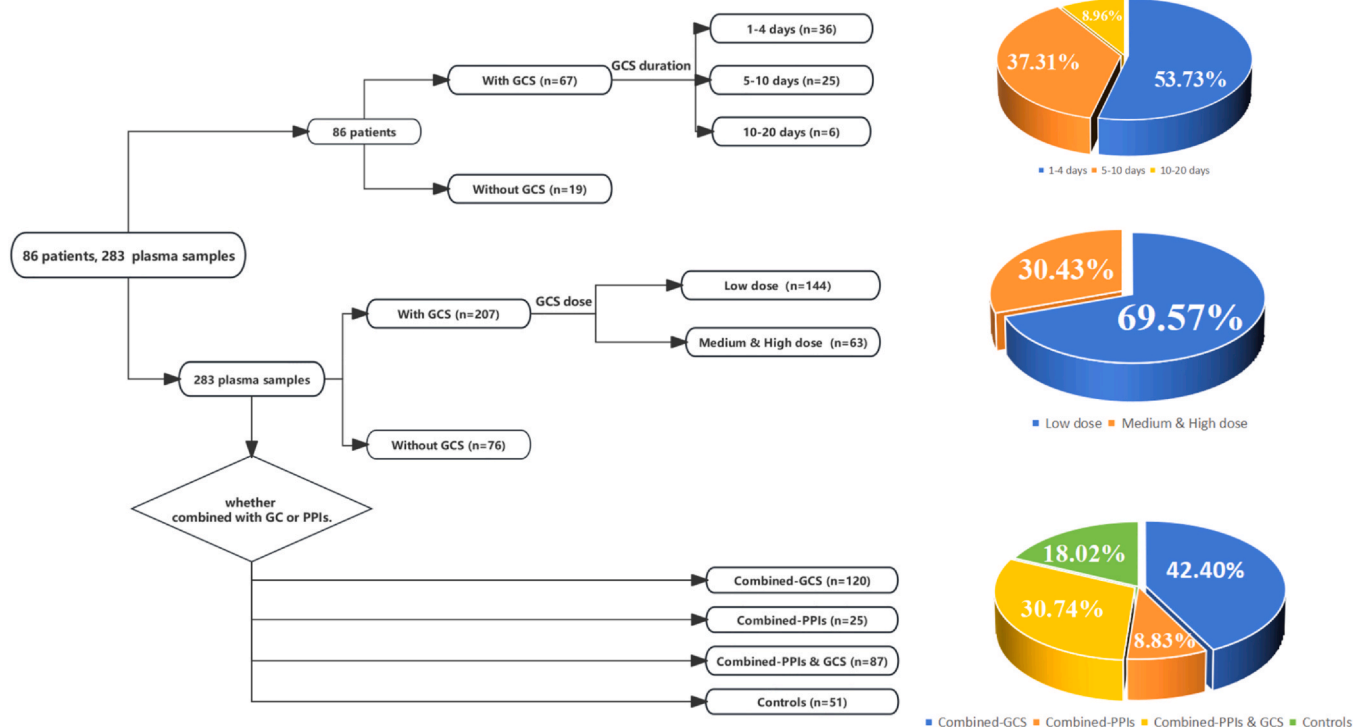 1-4 days (n=36)
With GCS (n=67)
GCS duration
5-10 days (n=25)
86 patients
10-20 days (n=6)
Without GCS (n=19)
86 patients, 283 plasma samples
Low dose (n=144)
With GCS (n=207)
GCS dose
Medium & High dose (n=63)
283 plasma samples
Without GCS (n=76)
whether
combined with GC or PPIs.
Combined-GCS (n=120)
Combined-PPIs (n=25)
Combined-PPIs & GCS (n=87)
Controls (n=51)
8.96%
37.31%
53.73%
1-4 days 5-10 days 10-20 days
30.43%
69.57%
Low dose Medium & High dose
18.02%
42.40%
30.74%
8.83%
Combined-GCS Combined-PPIs Combined-PPIs & GCS Controls